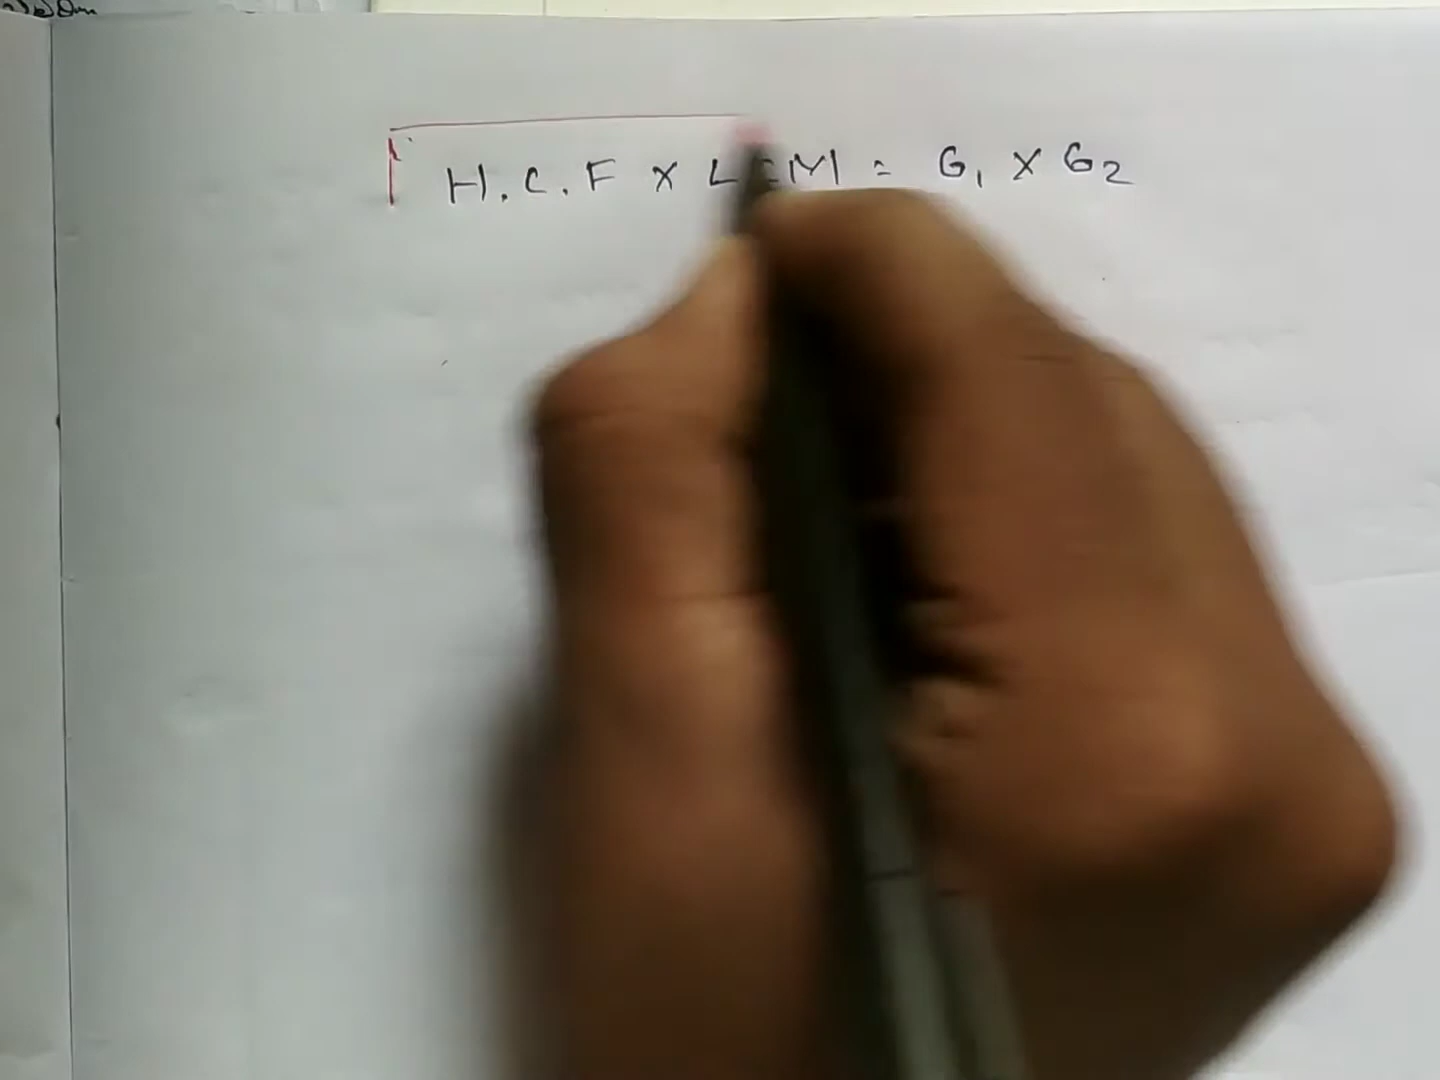 H.C.F X LCM = G1 X G2